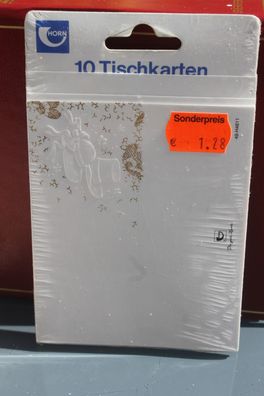 HORN
10 Tischkarten
Sonderpreis
€ 1.28